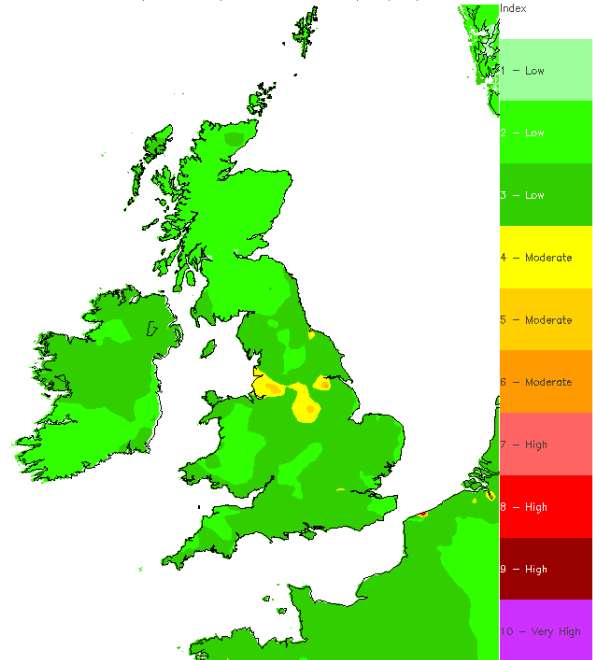 Index
1 - Low
2 - Low
3 - Low
4 - Moderate
5 - Moderate
6 - Moderate
7 - High
8 - High
9 - High
10 - Very High